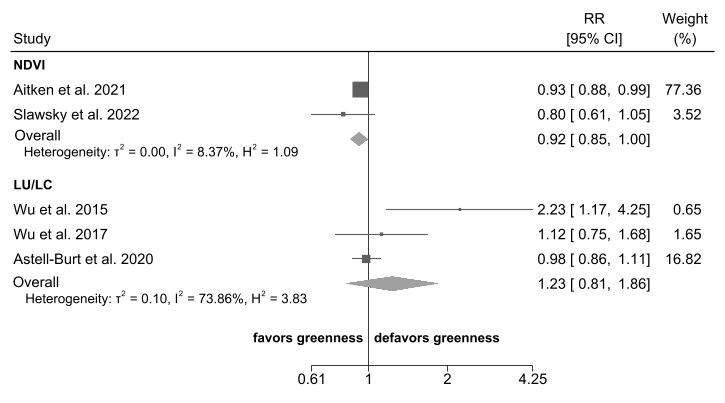 RR Weight
Study [95% CI] (%)
NDVI
Aitken et al. 2021 0.93 [ 0.88, 0.99] 77.36
Slawsky et al. 2022 0.80 [ 0.61, 1.05] 3.52
Overall 0.92 [ 0.85, 1.00]
Heterogeneity: τ² = 0.00, I² = 8.37%, H² = 1.09
LU/LC
Wu et al. 2015 2.23 [ 1.17, 4.25] 0.65
Wu et al. 2017 1.12 [ 0.75, 1.68] 1.65
Astell-Burt et al. 2020 0.98 [ 0.86, 1.11] 16.82
Overall 1.23 [ 0.81, 1.86]
Heterogeneity: τ² = 0.10, I² = 73.86%, H² = 3.83
favors greenness defavors greenness
0.61 1 2 4.25